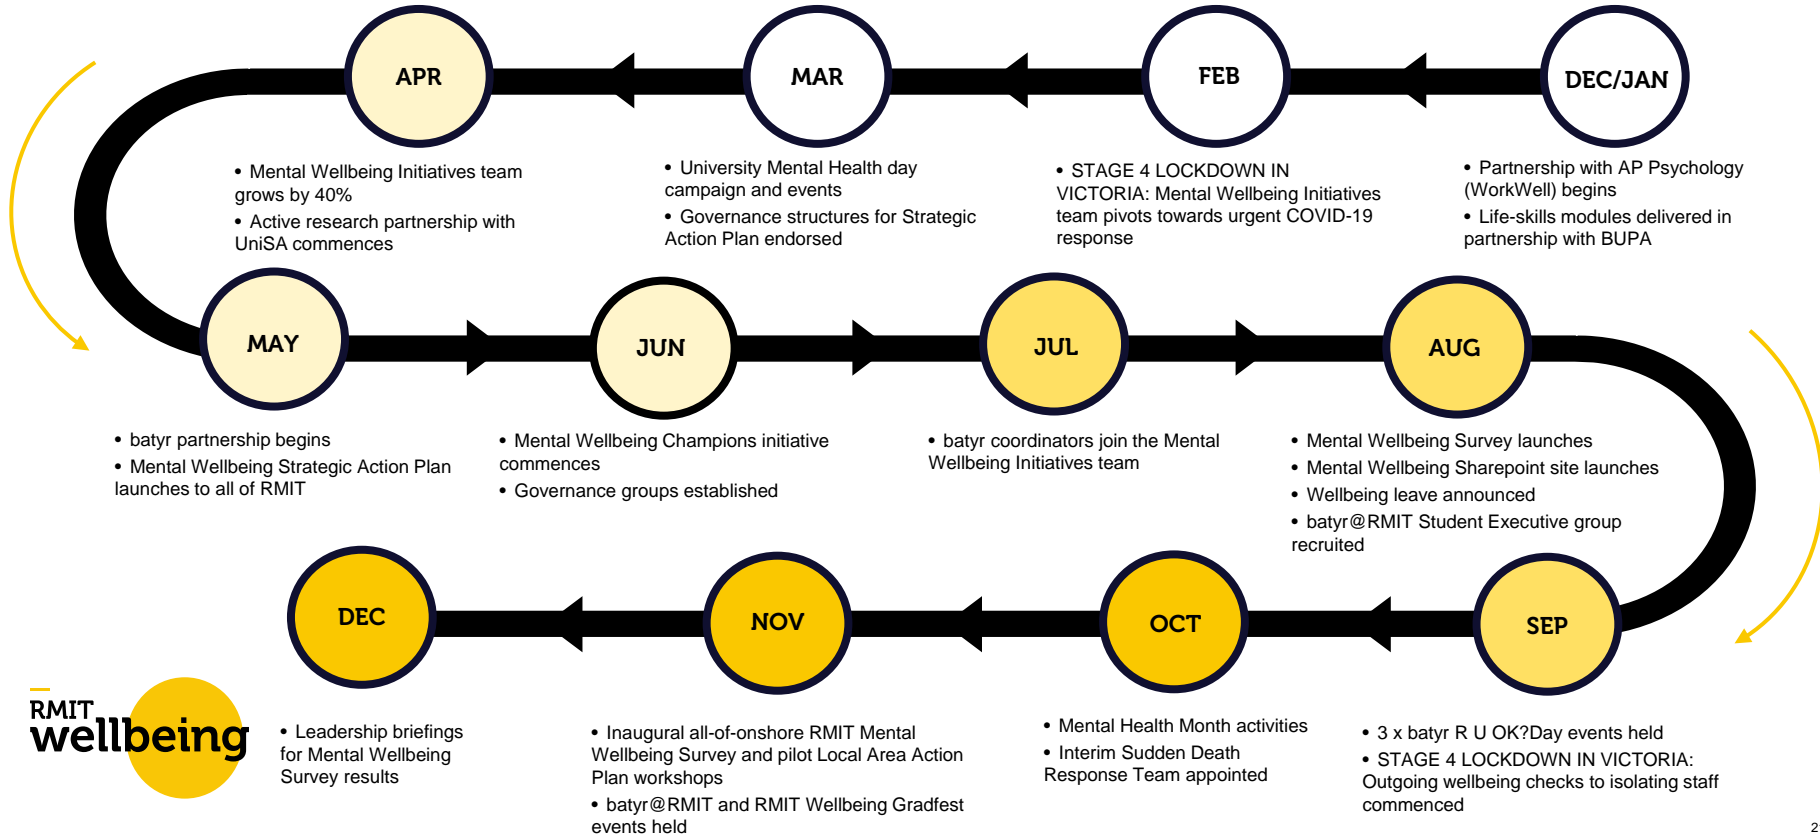 DEC/JAN
• Partnership with AP Psychology
(WorkWell) begins
• Life-skills modules delivered in
partnership with BUPA
FEB
• STAGE 4 LOCKDOWN IN
VICTORIA: Mental Wellbeing Initiatives
team pivots towards urgent COVID-19
response
MAR
• University Mental Health day
campaign and events
• Governance structures for Strategic
Action Plan endorsed
APR
• Mental Wellbeing Initiatives team
grows by 40%
• Active research partnership with
UniSA commences
MAY
• batyr partnership begins
• Mental Wellbeing Strategic Action Plan
launches to all of RMIT
JUN
• Mental Wellbeing Champions initiative
commences
• Governance groups established
JUL
• batyr coordinators join the Mental
Wellbeing Initiatives team
AUG
• Mental Wellbeing Survey launches
• Mental Wellbeing Sharepoint site launches
• Wellbeing leave announced
• batyr@RMIT Student Executive group
recruited
SEP
• 3 x batyr R U OK?Day events held
• STAGE 4 LOCKDOWN IN VICTORIA:
Outgoing wellbeing checks to isolating staff
commenced
OCT
• Mental Health Month activities
• Interim Sudden Death
Response Team appointed
NOV
• Inaugural all-of-onshore RMIT Mental
Wellbeing Survey and pilot Local Area Action
Plan workshops
• batyr@RMIT and RMIT Wellbeing Gradfest
events held
DEC
• Leadership briefings
for Mental Wellbeing
Survey results
RMIT
wellbeing
2